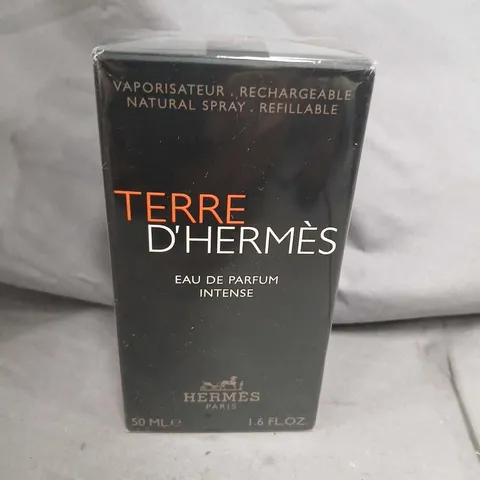 VAPORISATEUR . RECHARGEABLE
NATURAL SPRAY . REFILLABLE
TERRE
D'HERMÈS
EAU DE PARFUM
INTENSE
HERMÈS
PARIS
50 ML.℮ 1.6 FL.OZ.